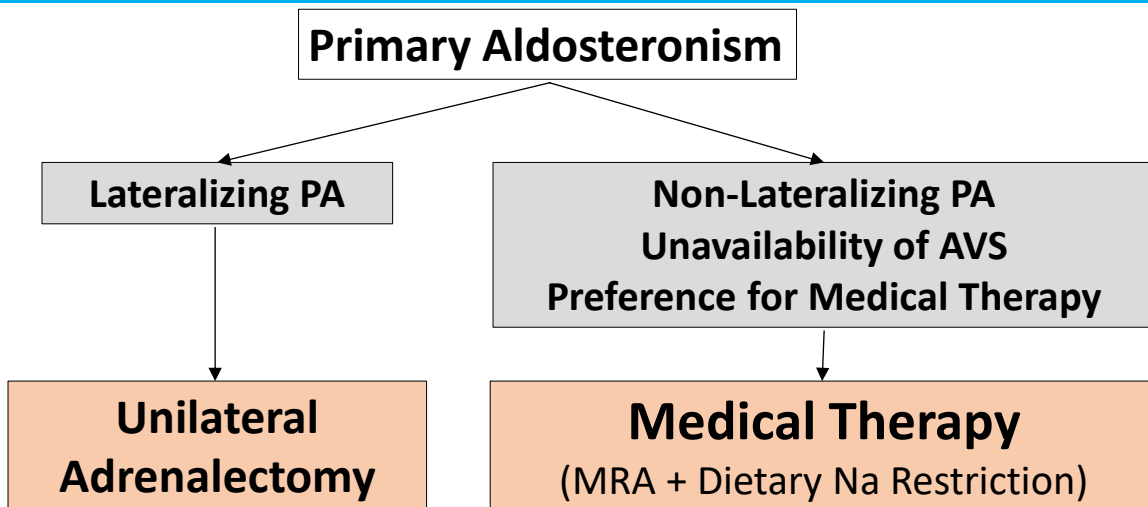 Primary Aldosteronism
Lateralizing PA
Non-Lateralizing PA
Unavailability of AVS
Preference for Medical Therapy
Unilateral
Adrenalectomy
Medical Therapy
(MRA + Dietary Na Restriction)